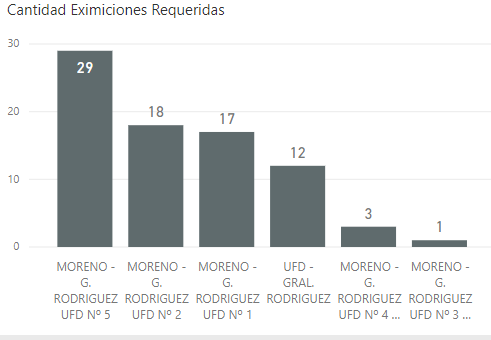 Cantidad Eximiciones Requeridas
30
20
10
0
29
18
17
12
3
1
MORENO -
G.
RODRIGUEZ
UFD Nº 5
MORENO -
G.
RODRIGUEZ
UFD Nº 2
MORENO -
G.
RODRIGUEZ
UFD Nº 1
UFD -
GRAL.
RODRIGUEZ
MORENO -
G.
RODRIGUEZ
UFD Nº 4 ...
MORENO -
G.
RODRIGUEZ
UFD Nº 3 ...